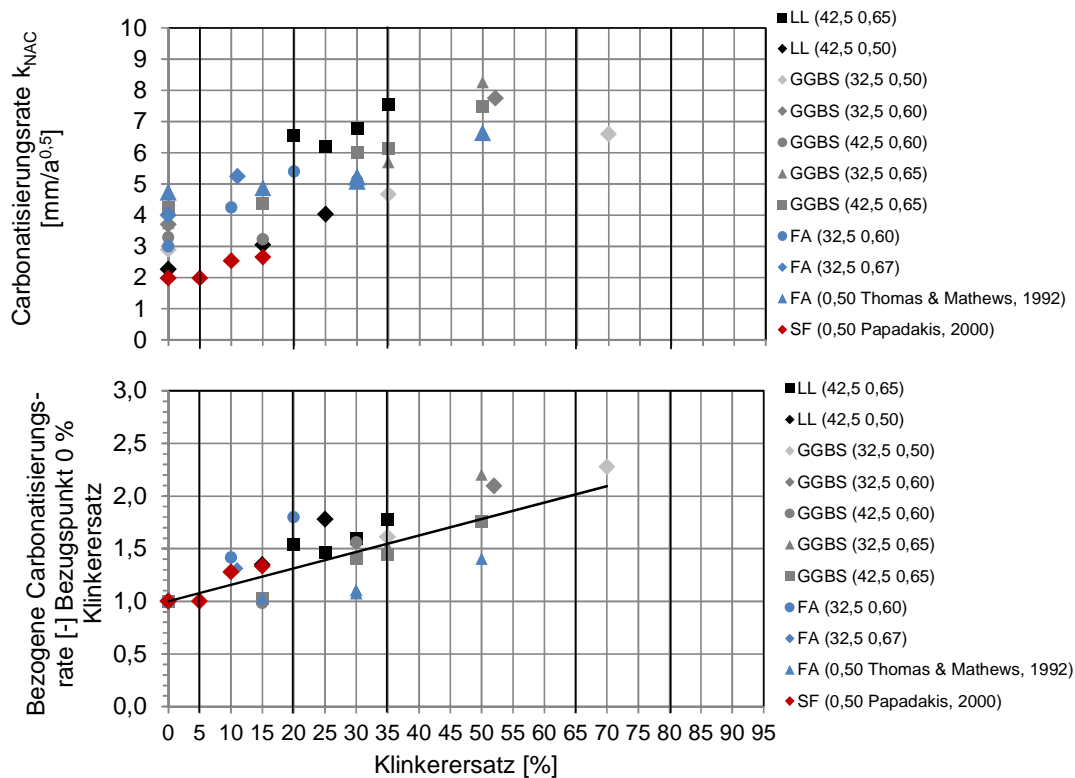 Carbonatisierungsrate k_NAC
[mm/a^0,5]
10
9
8
7
6
5
4
3
2
1
0
LL (42,5 0,65)
LL (42,5 0,50)
GGBS (32,5 0,50)
GGBS (32,5 0,60)
GGBS (42,5 0,60)
GGBS (32,5 0,65)
GGBS (42,5 0,65)
FA (32,5 0,60)
FA (32,5 0,67)
FA (0,50 Thomas & Mathews, 1992)
SF (0,50 Papadakis, 2000)
Bezogene Carbonatisierungs-
rate [-] Bezugspunkt 0 %
Klinkerersatz
3,0
2,5
2,0
1,5
1,0
0,5
0,0
0 5 10 15 20 25 30 35 40 45 50 55 60 65 70 75 80 85 90 95
Klinkerersatz [%]
LL (42,5 0,65)
LL (42,5 0,50)
GGBS (32,5 0,50)
GGBS (32,5 0,60)
GGBS (42,5 0,60)
GGBS (32,5 0,65)
GGBS (42,5 0,65)
FA (32,5 0,60)
FA (32,5 0,67)
FA (0,50 Thomas & Mathews, 1992)
SF (0,50 Papadakis, 2000)